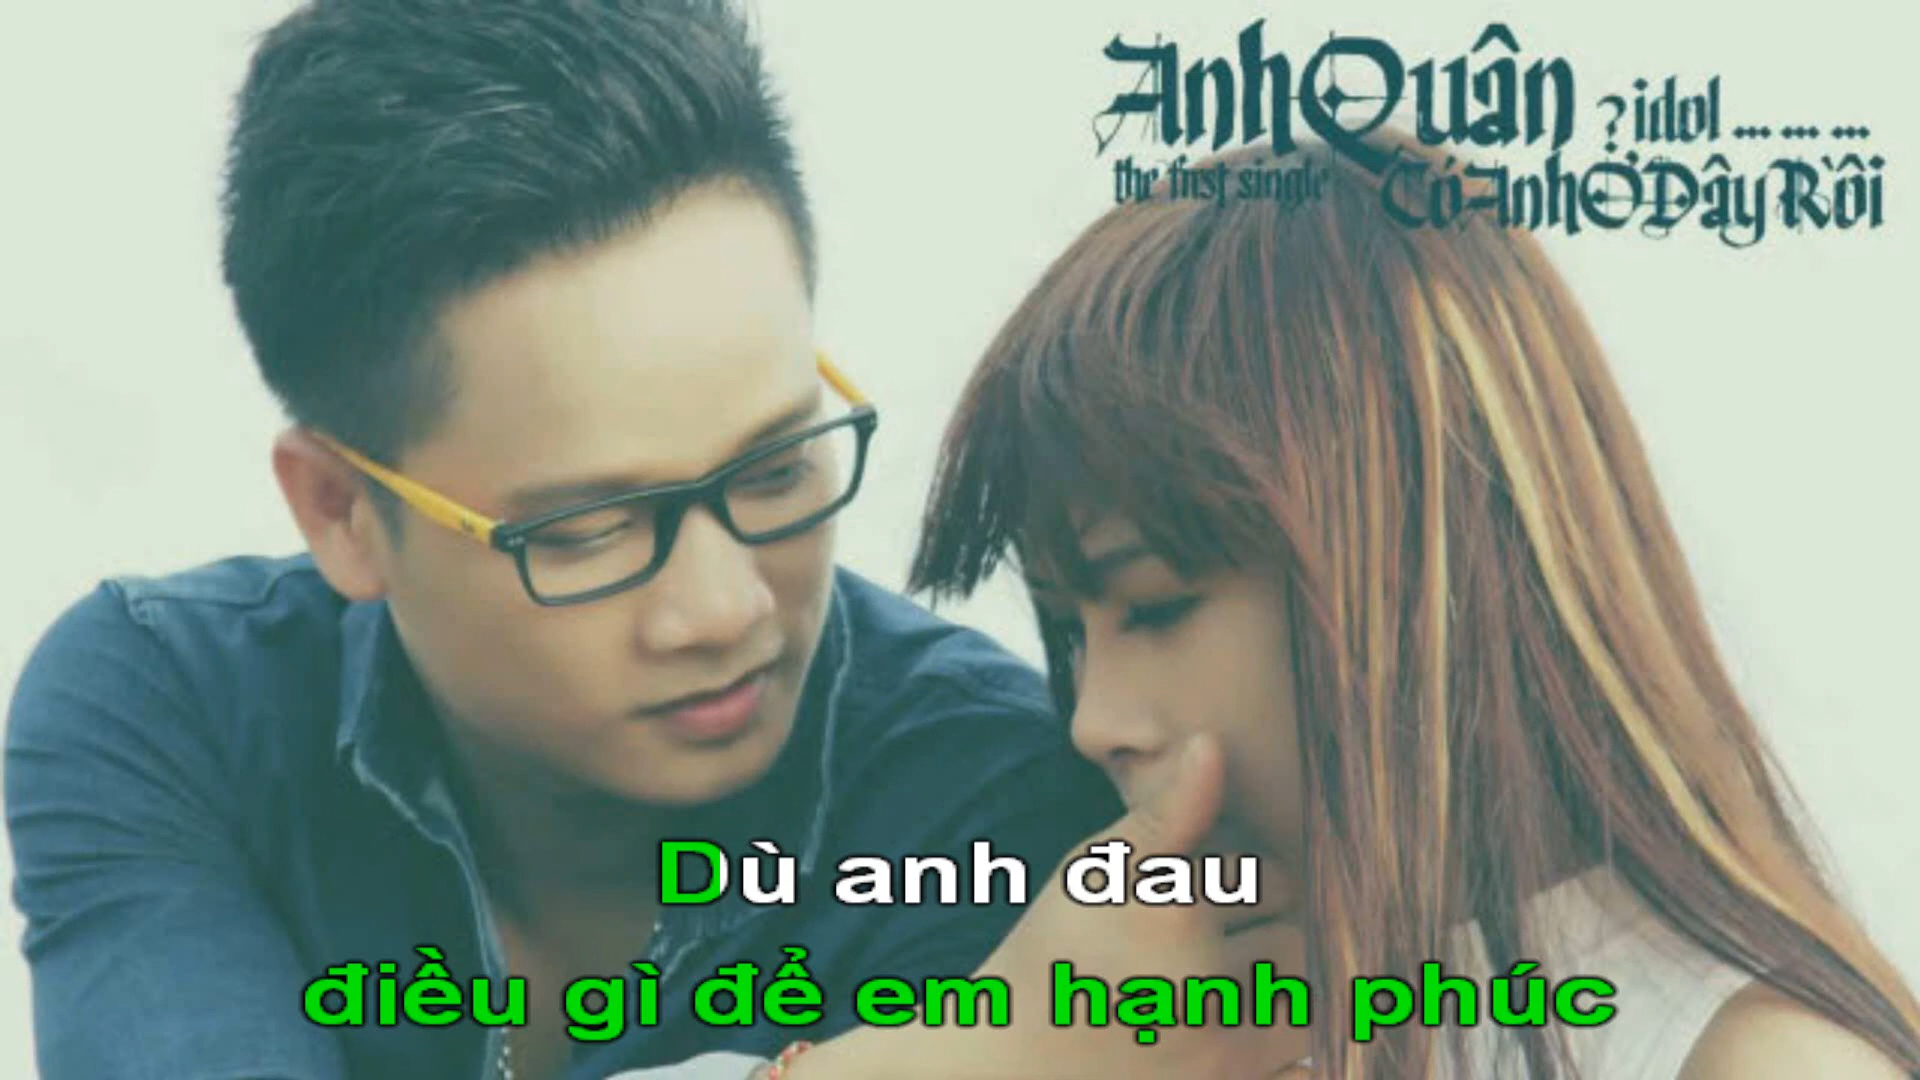 AnhQuân ?idol ... ... ...
the first single CóAnhỞĐâyRồi
Dù anh đau
điều gì để em hạnh phúc